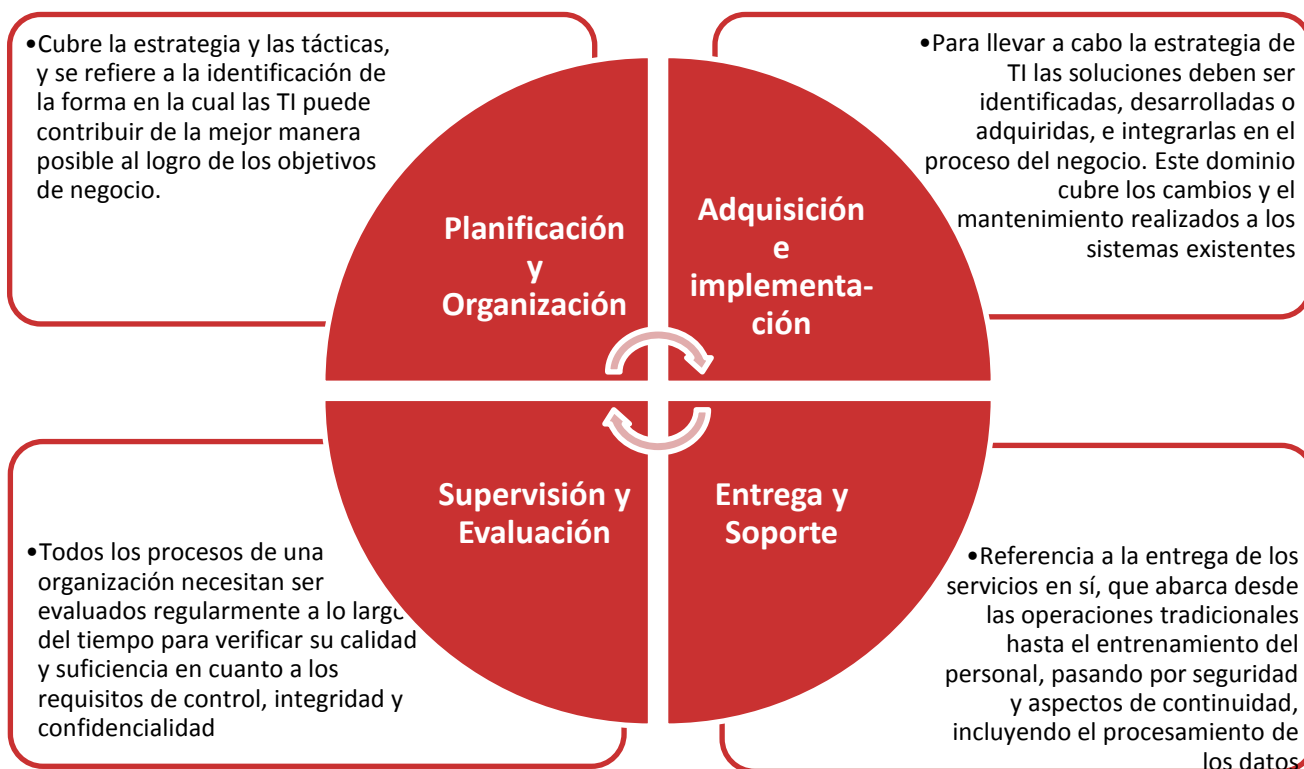 •Cubre la estrategia y las tácticas,
y se refiere a la identificación de
la forma en la cual las TI puede
contribuir de la mejor manera
posible al logro de los objetivos
de negocio.
•Para llevar a cabo la estrategia de
TI las soluciones deben ser
identificadas, desarrolladas o
adquiridas, e integrarlas en el
proceso del negocio. Este dominio
cubre los cambios y el
mantenimiento realizados a los
sistemas existentes
Planificación
y
Organización
Adquisición
e
implementa-
ción
Supervisión y
Evaluación
Entrega y
Soporte
•Todos los procesos de una
organización necesitan ser
evaluados regularmente a lo largo
del tiempo para verificar su calidad
y suficiencia en cuanto a los
requisitos de control, integridad y
confidencialidad
•Referencia a la entrega de los
servicios en sí, que abarca desde
las operaciones tradicionales
hasta el entrenamiento del
personal, pasando por seguridad
y aspectos de continuidad,
incluyendo el procesamiento de
los datos